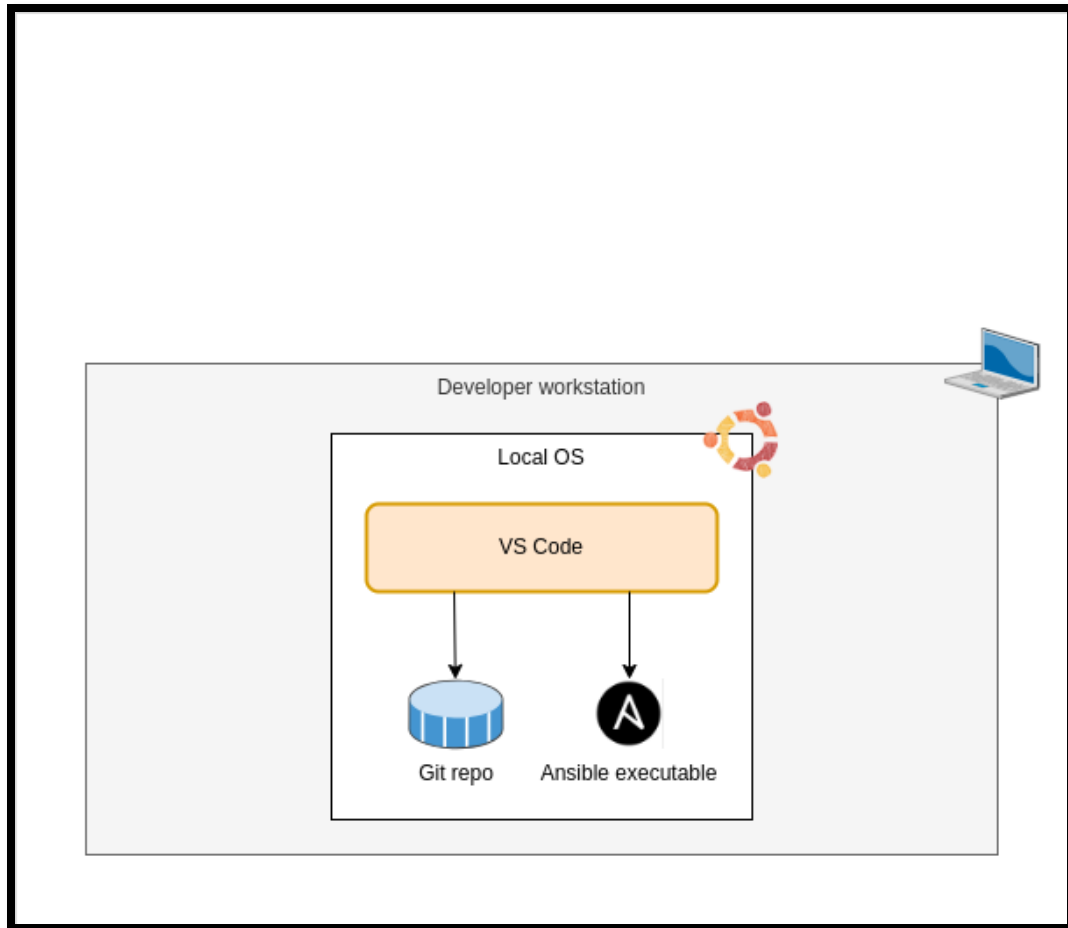 Developer workstation
Local OS
VS Code
Git repo
Ansible executable